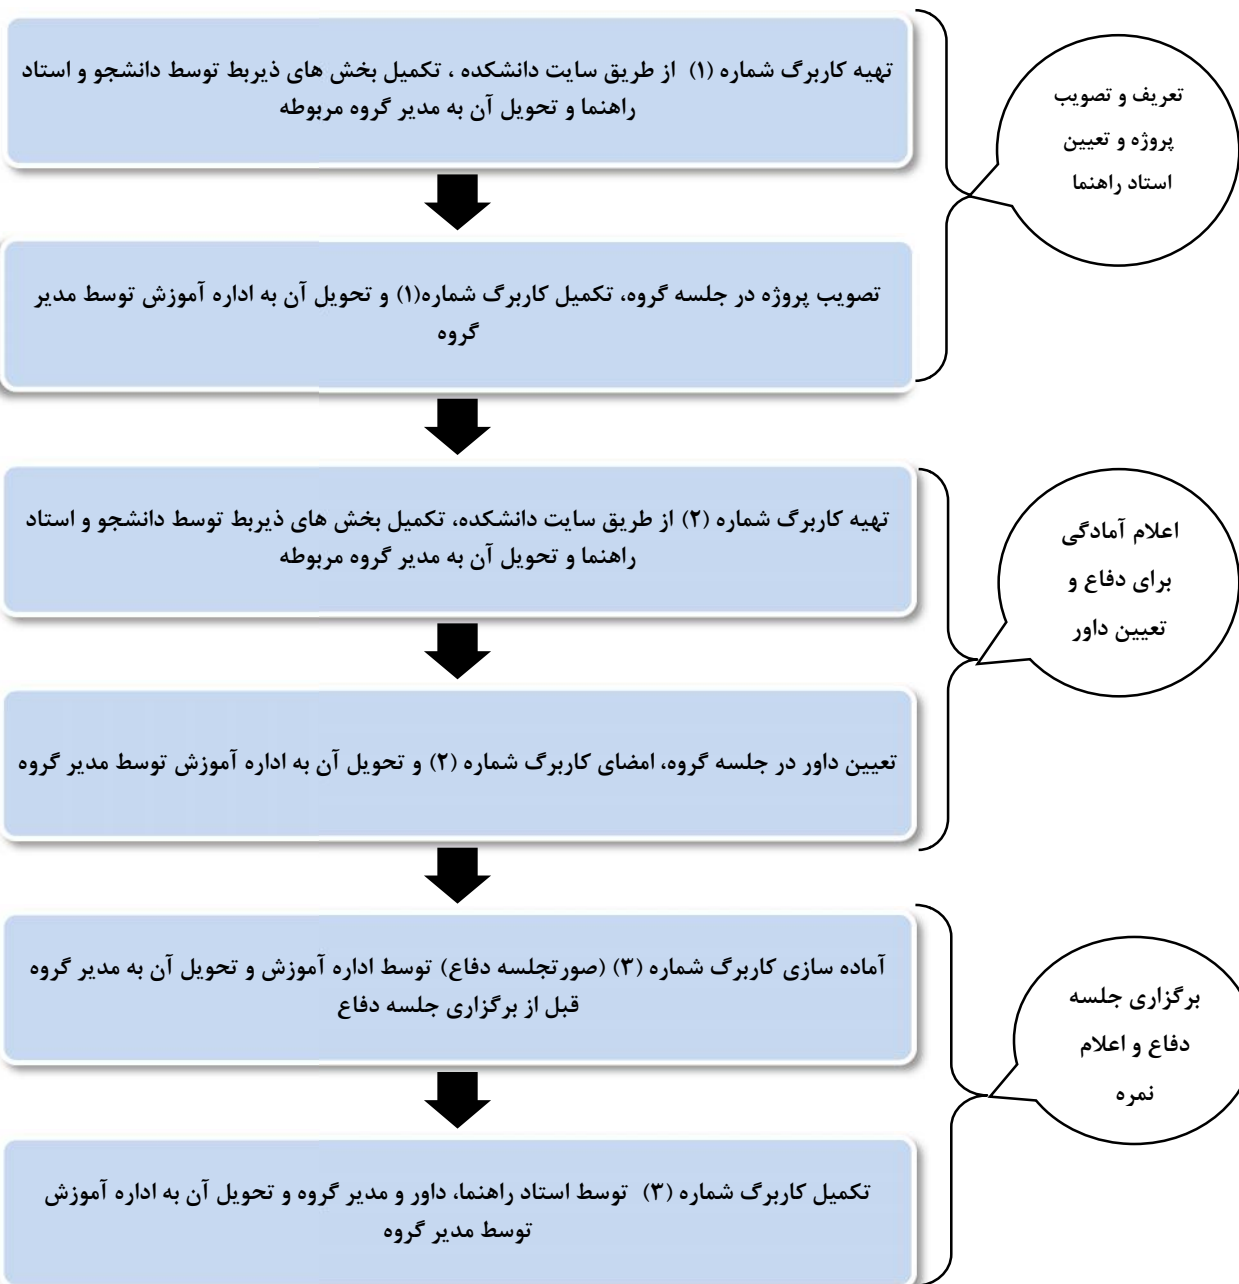 تهیه کاربرگ شماره (۱) از طریق سایت دانشکده ، تکمیل بخش های ذیربط توسط دانشجو و استاد
راهنما و تحویل آن به مدیر گروه مربوطه
تعریف و تصویب
پروژه و تعیین
استاد راهنما
تصویب پروژه در جلسه گروه، تکمیل کاربرگ شماره(۱) و تحویل آن به اداره آموزش توسط مدیر
گروه
تهیه کاربرگ شماره (۲) از طریق سایت دانشکده، تکمیل بخش های ذیربط توسط دانشجو و استاد
راهنما و تحویل آن به مدیر گروه مربوطه
اعلام آمادگی
برای دفاع و
تعیین داور
تعیین داور در جلسه گروه، امضای کاربرگ شماره (۲) و تحویل آن به اداره آموزش توسط مدیر گروه
آماده سازی کاربرگ شماره (۳) (صورتجلسه دفاع) توسط اداره آموزش و تحویل آن به مدیر گروه
قبل از برگزاری جلسه دفاع
برگزاری جلسه
دفاع و اعلام
نمره
تکمیل کاربرگ شماره (۳) توسط استاد راهنما، داور و مدیر گروه و تحویل آن به اداره آموزش
توسط مدیر گروه